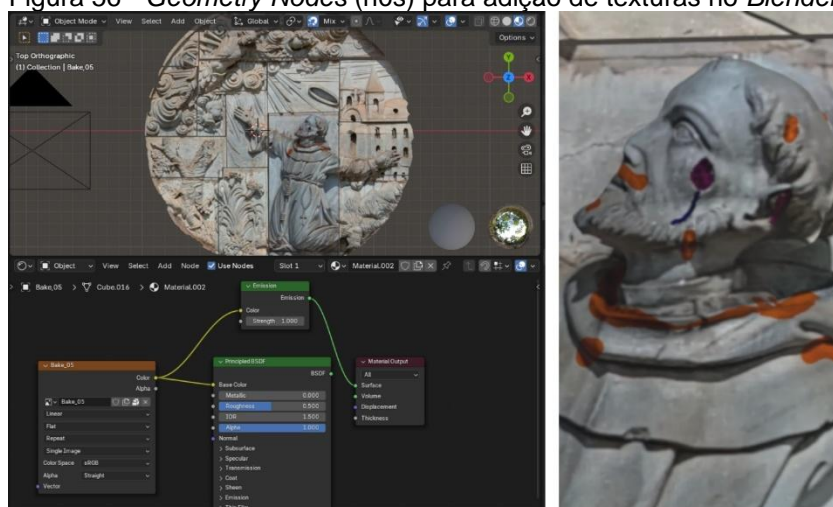 Figura 56 - Geometry Nodes (nós) para adição de texturas no Blender
Object Mode View Select Add Object Global Mix
Options
Top Orthographic
(1) Collection | Bake_05
Y
X
Z
Object View Select Add Node Use Nodes Slot 1 Material.002
Bake_05 > Cube.016 > Material.002
Emission
Emission
Color
Strength 1.000
Bake_05
Color
Alpha
Bake_05
Linear
Flat
Repeat
Single Image
Color Space sRGB
Alpha Straight
Vector
Principled BSDF
BSDF
Base Color
Metallic 0.000
Roughness 0.500
IOR 1.500
Alpha 1.000
Normal
Subsurface
Specular
Transmission
Coat
Sheen
Emission
Thin Film
Material Output
All
Surface
Volume
Displacement
Thickness